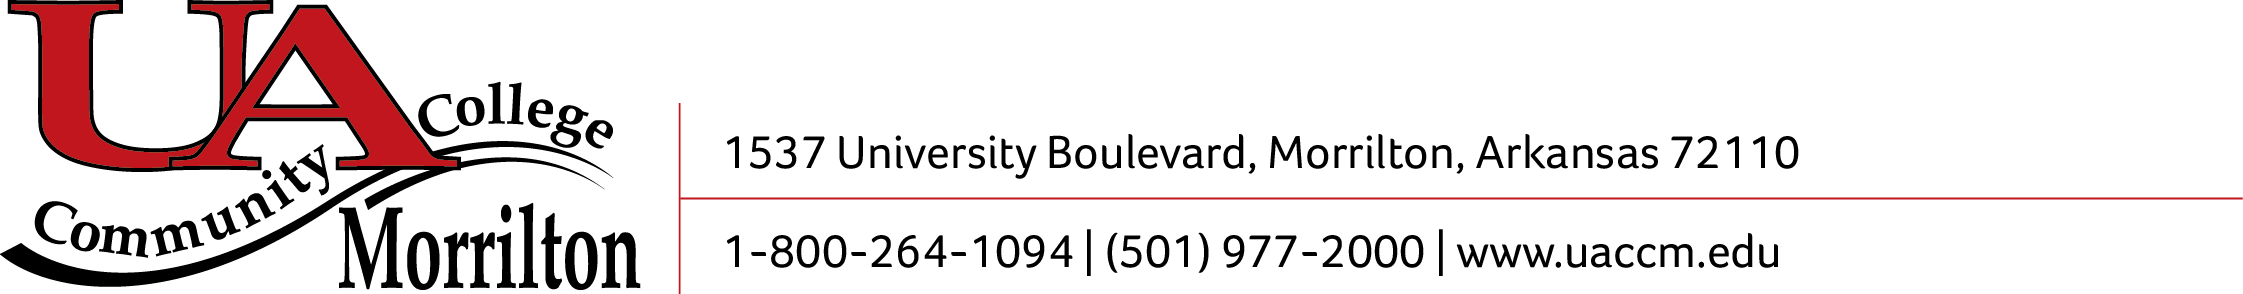 UA
Community College
Morrilton
1537 University Boulevard, Morrilton, Arkansas 72110
1-800-264-1094 | (501) 977-2000 | www.uaccm.edu